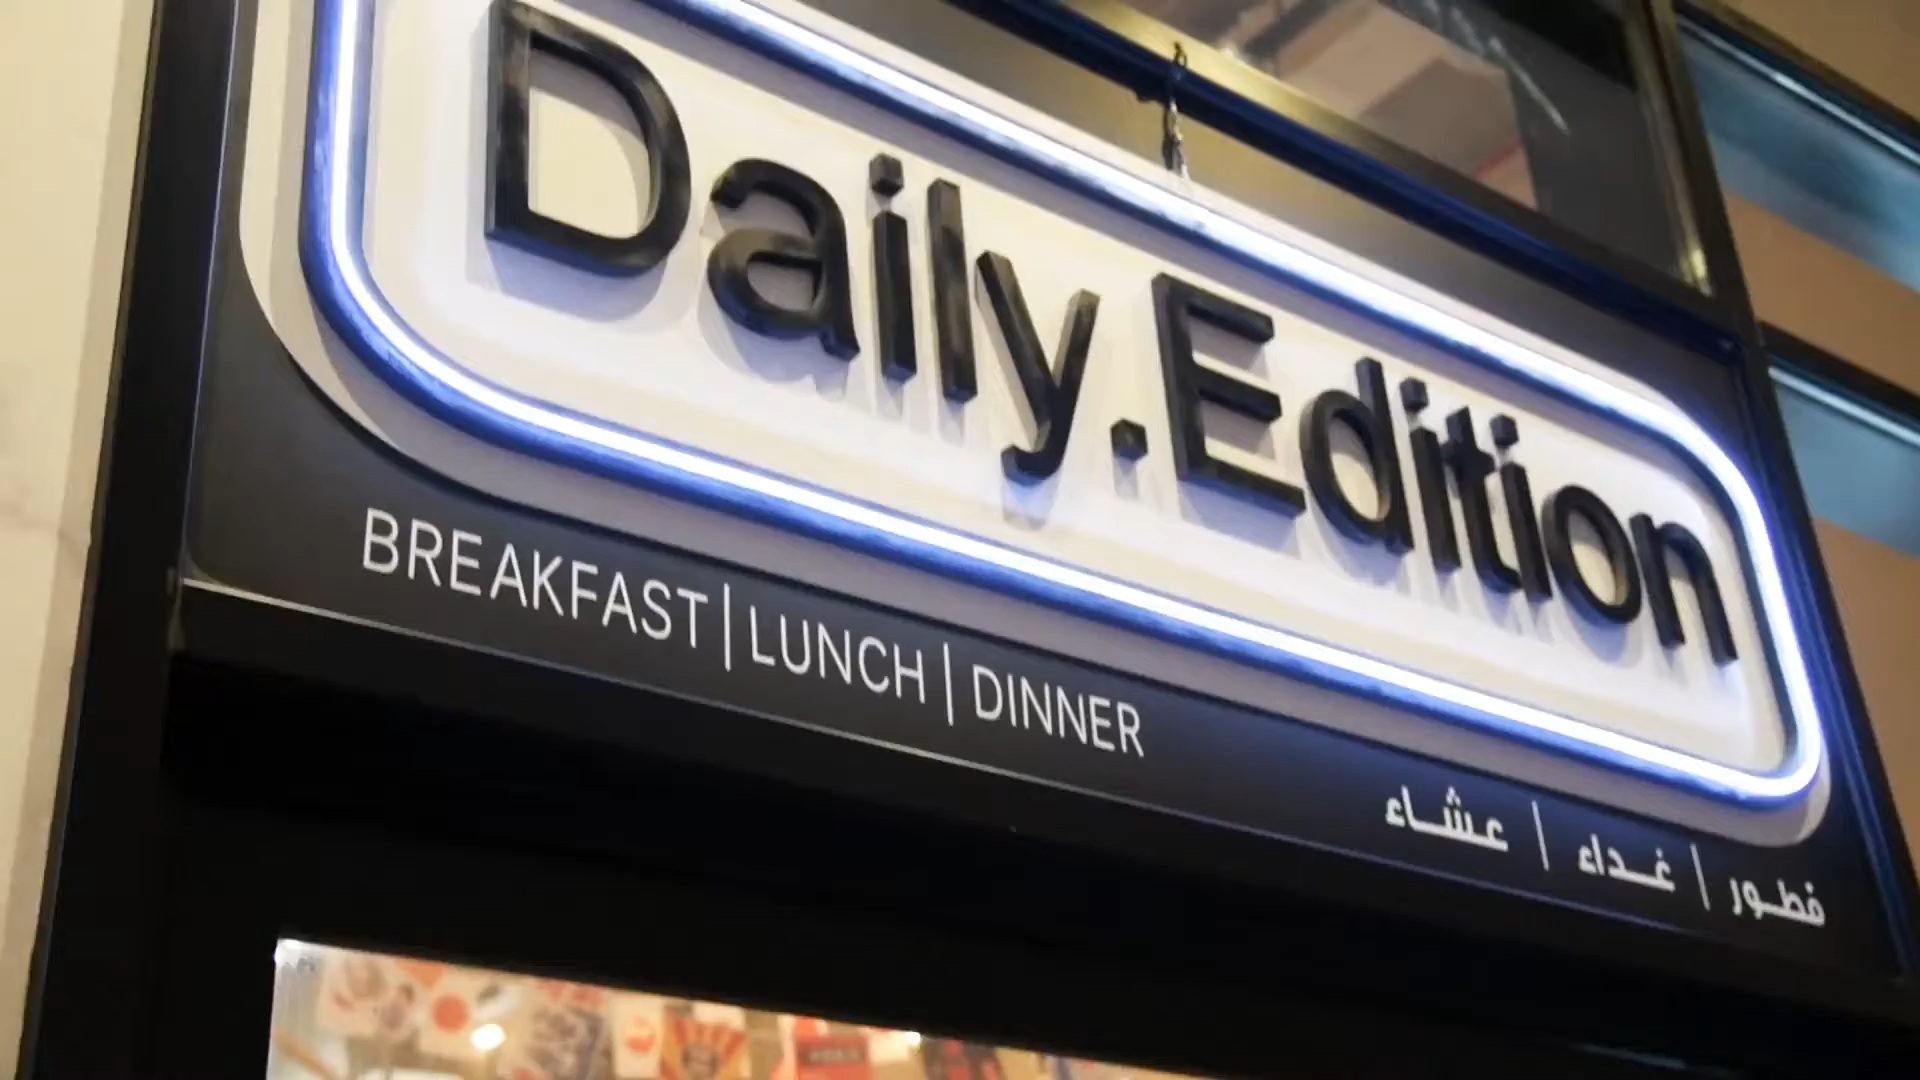 Daily.Edition
BREAKFAST | LUNCH | DINNER
فطور | غداء | عشاء